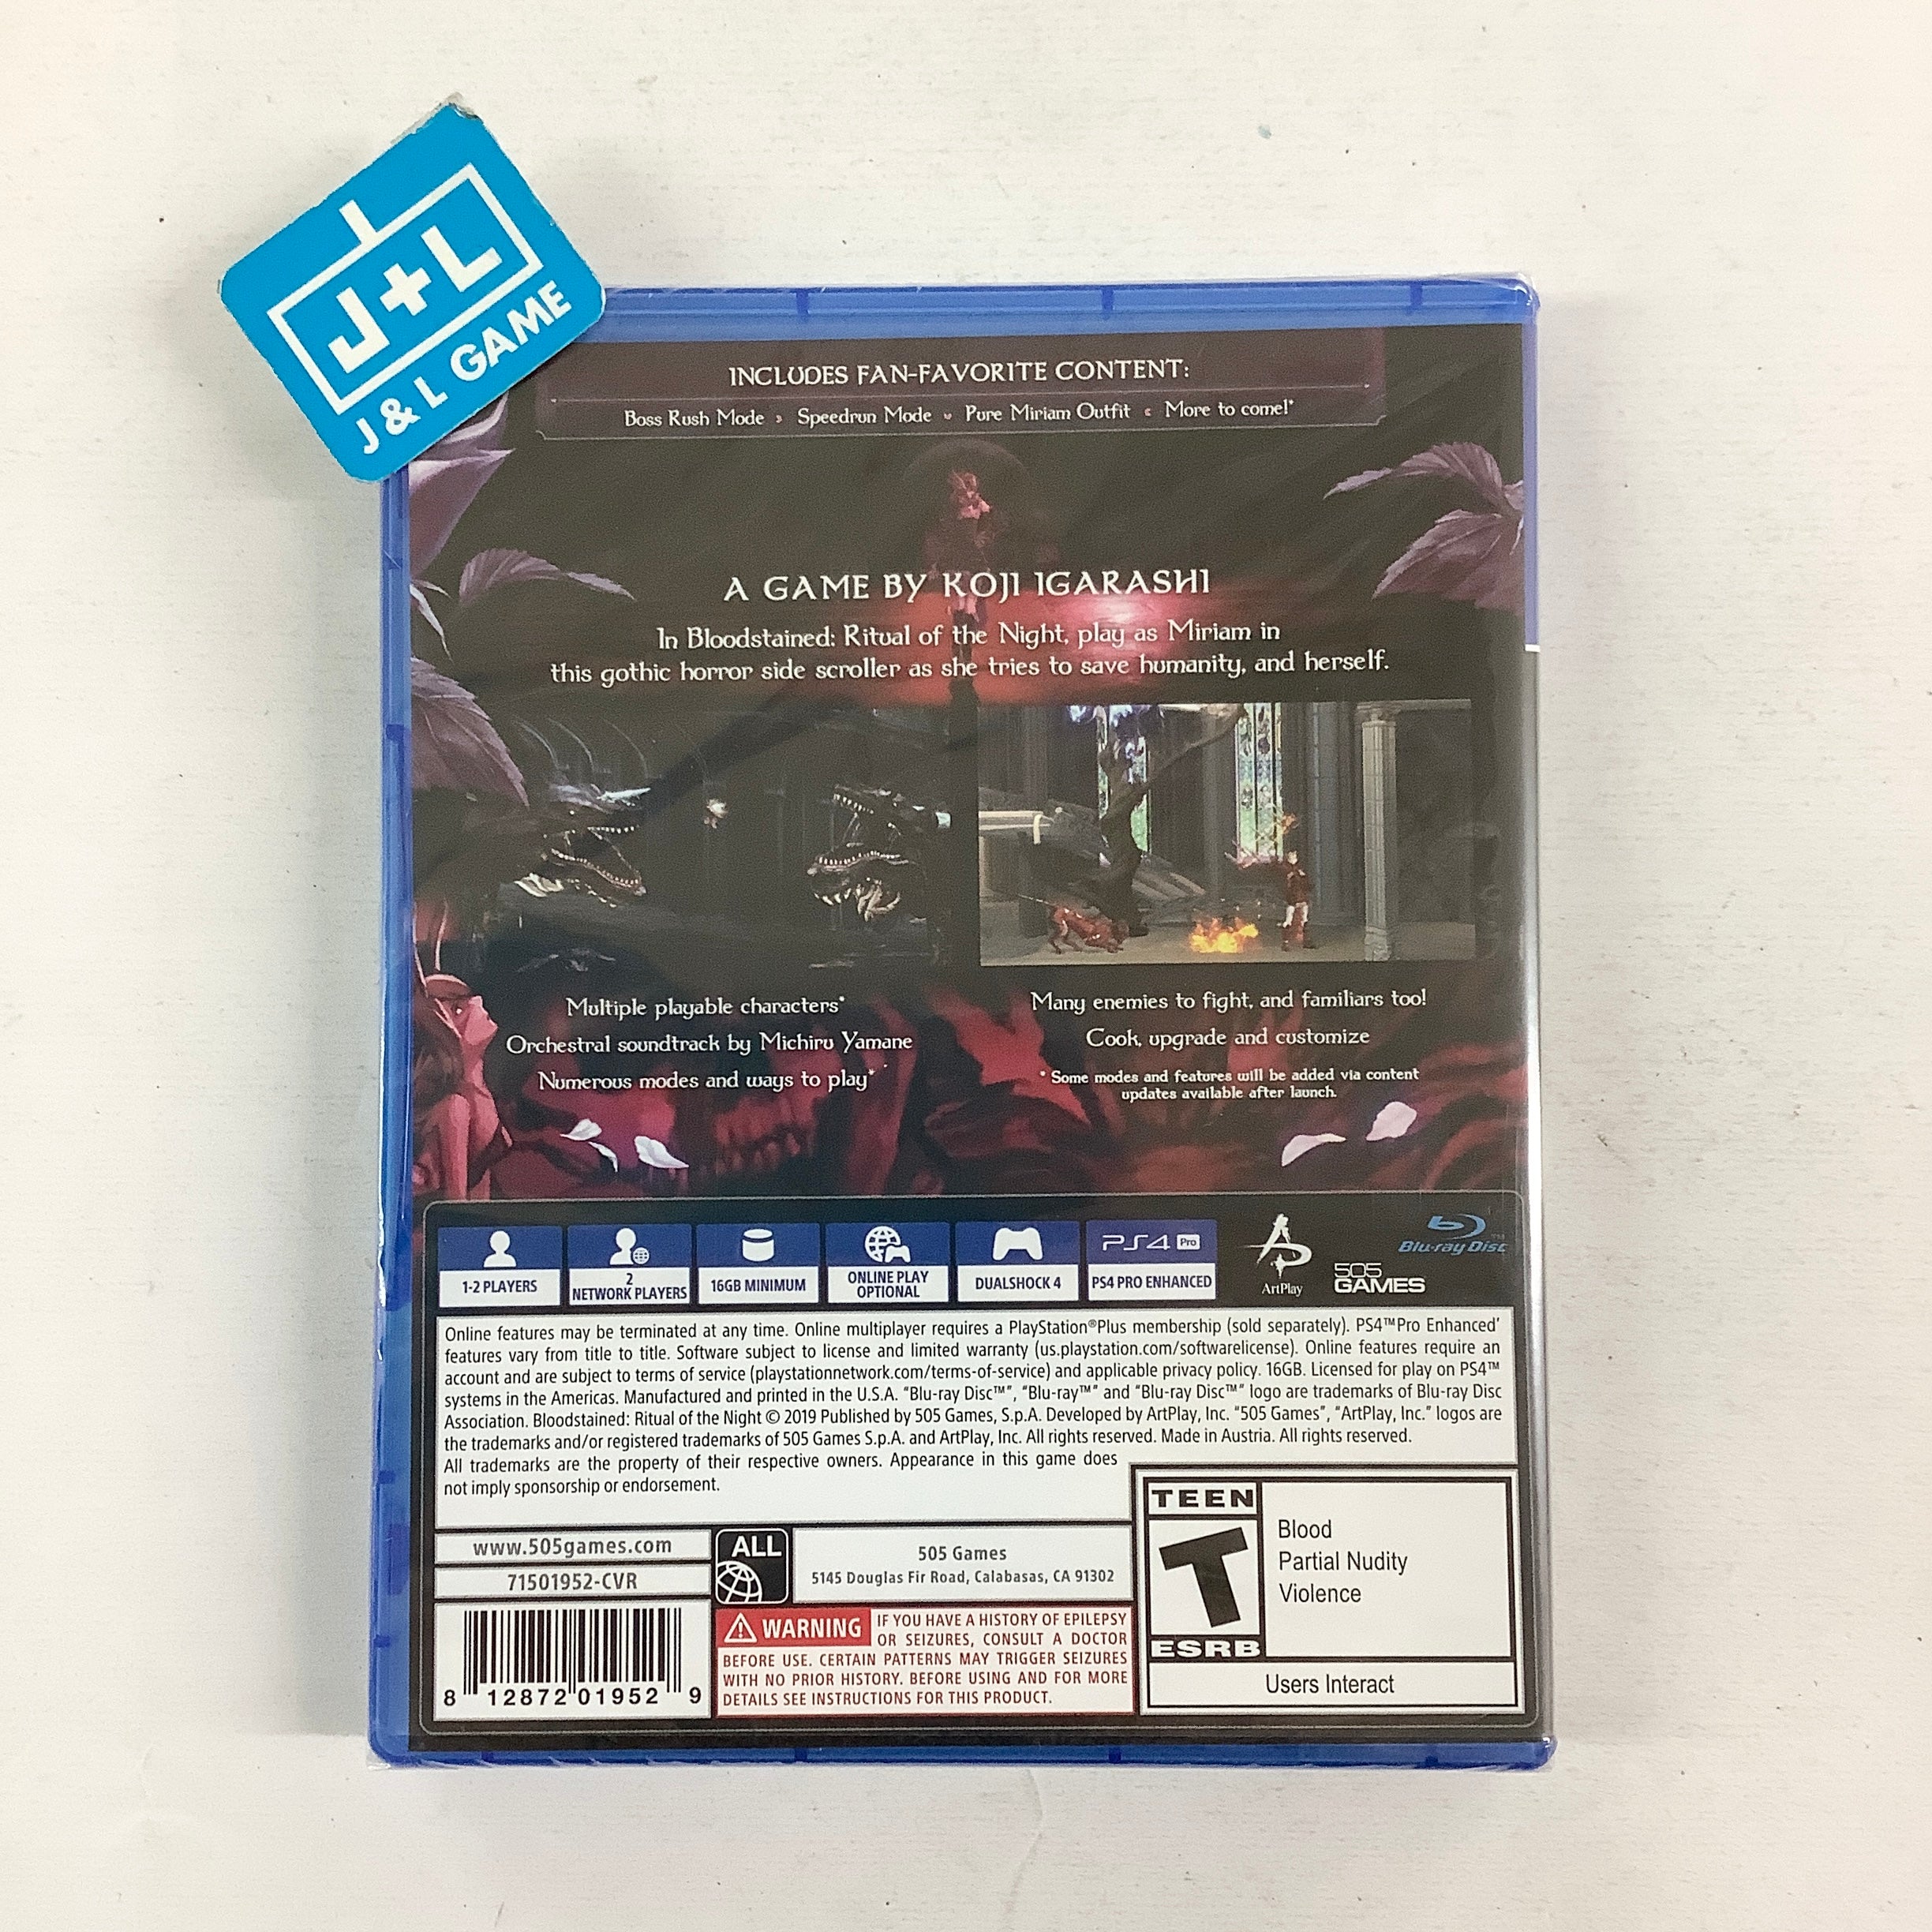 J+L
J & L GAME
INCLUDES FAN-FAVORITE CONTENT:
Boss Rush Mode Speedrun Mode Pure Miriam Outfit More to come!*
A GAME BY KOJI IGARASHI
In Bloodstained: Ritual of the Night, play as Miriam in
this gothic horror side scroller as she tries to save humanity, and herself.
Multiple playable characters*
Orchestral soundtrack by Michiru Yamane
Numerous modes and ways to play*
Many enemies to fight, and familiars too!
Cook, upgrade and customize
* Some modes and features will be added via content
updates available after launch.
1-2 PLAYERS
2
NETWORK PLAYERS
16GB MINIMUM
ONLINE PLAY
OPTIONAL
DUALSHOCK 4
PS4 Pro
PS4 PRO ENHANCED
ArtPlay
505
GAMES
Blu-ray Disc™
Online features may be terminated at any time. Online multiplayer requires a PlayStation®Plus membership (sold separately). PS4™Pro Enhanced'
features vary from title to title. Software subject to license and limited warranty (us.playstation.com/softwarelicense). Online features require an
account and are subject to terms of service (playstationnetwork.com/terms-of-service) and applicable privacy policy. 16GB. Licensed for play on PS4™
systems in the Americas. Manufactured and printed in the U.S.A. "Blu-ray Disc™", "Blu-ray™" and "Blu-ray Disc™" logo are trademarks of Blu-ray Disc
Association. Bloodstained: Ritual of the Night © 2019 Published by 505 Games, S.p.A. Developed by ArtPlay, Inc. "505 Games", "ArtPlay, Inc." logos are
the trademarks and/or registered trademarks of 505 Games S.p.A. and ArtPlay, Inc. All rights reserved. Made in Austria. All rights reserved.
All trademarks are the property of their respective owners. Appearance in this game does
not imply sponsorship or endorsement.
www.505games.com
71501952-CVR
ALL
505 Games
5145 Douglas Fir Road, Calabasas, CA 91302
8 12872 01952 9
WARNING IF YOU HAVE A HISTORY OF EPILEPSY
OR SEIZURES, CONSULT A DOCTOR
BEFORE USE. CERTAIN PATTERNS MAY TRIGGER SEIZURES
WITH NO PRIOR HISTORY. BEFORE USING AND FOR MORE
DETAILS SEE INSTRUCTIONS FOR THIS PRODUCT.
TEEN
T
ESRB
Blood
Partial Nudity
Violence
Users Interact